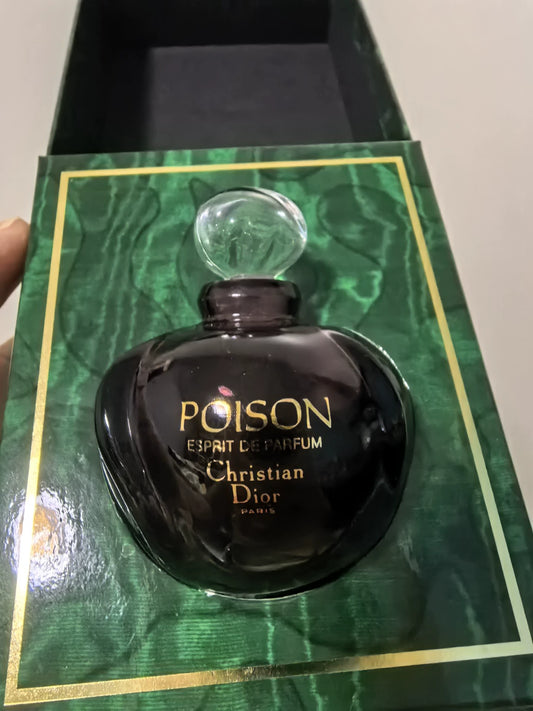 POISON
ESPRIT DE PARFUM
Christian
Dior
PARIS